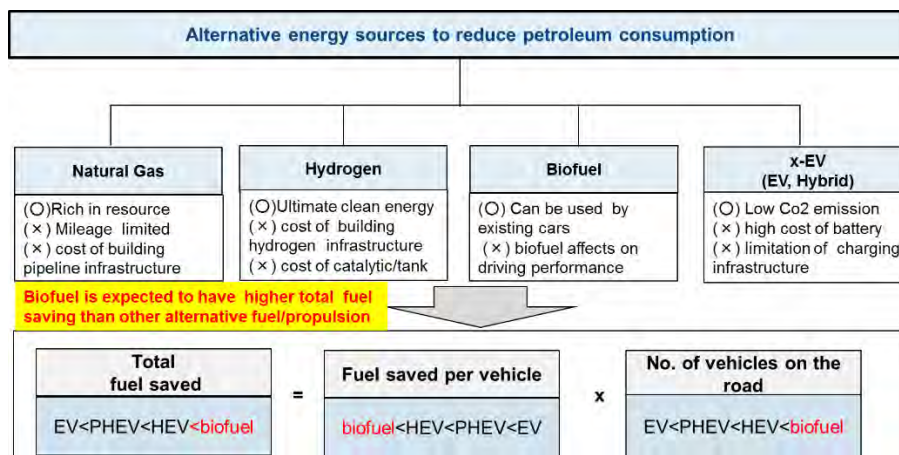 Alternative energy sources to reduce petroleum consumption
Natural Gas
(○)Rich in resource
(×) Mileage limited
(×) cost of building
pipeline infrastructure
Hydrogen
(○)Ultimate clean energy
(×) cost of building
hydrogen infrastructure
(×) cost of catalytic/tank
Biofuel
(○) Can be used by
existing cars
(×) biofuel affects on
driving performance
x-EV
(EV, Hybrid)
(○) Low Co2 emission
(×) high cost of battery
(×) limitation of charging
infrastructure
Biofuel is expected to have higher total fuel
saving than other alternative fuel/propulsion
Total
fuel saved
EV<PHEV<HEV<biofuel
=
Fuel saved per vehicle
biofuel<HEV<PHEV<EV
x
No. of vehicles on the
road
EV<PHEV<HEV<biofuel